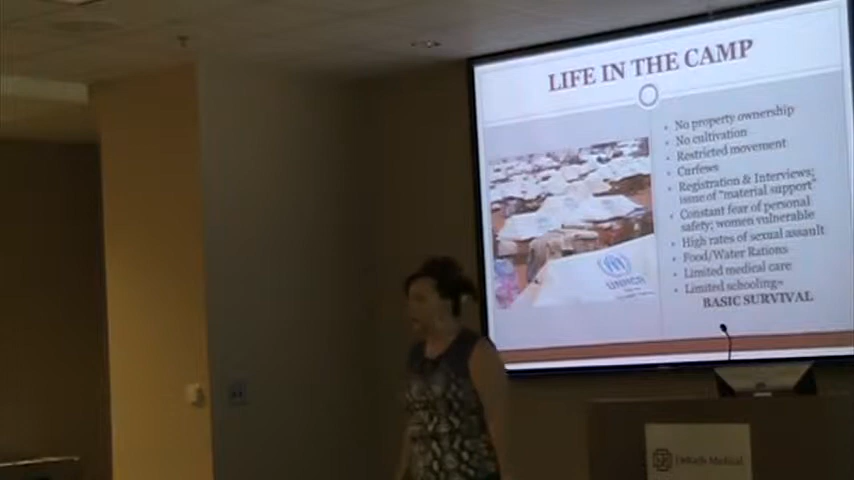 LIFE IN THE CAMP
No property ownership
No cultivation
Restricted movement
Curfews
Registration & Interviews;
issue of "material support"
Constant fear of personal
safety; women vulnerable
High rates of sexual assault
Food/Water Rations
Limited medical care
Limited schooling=
BASIC SURVIVAL
UNHCR
DeKalb Medical